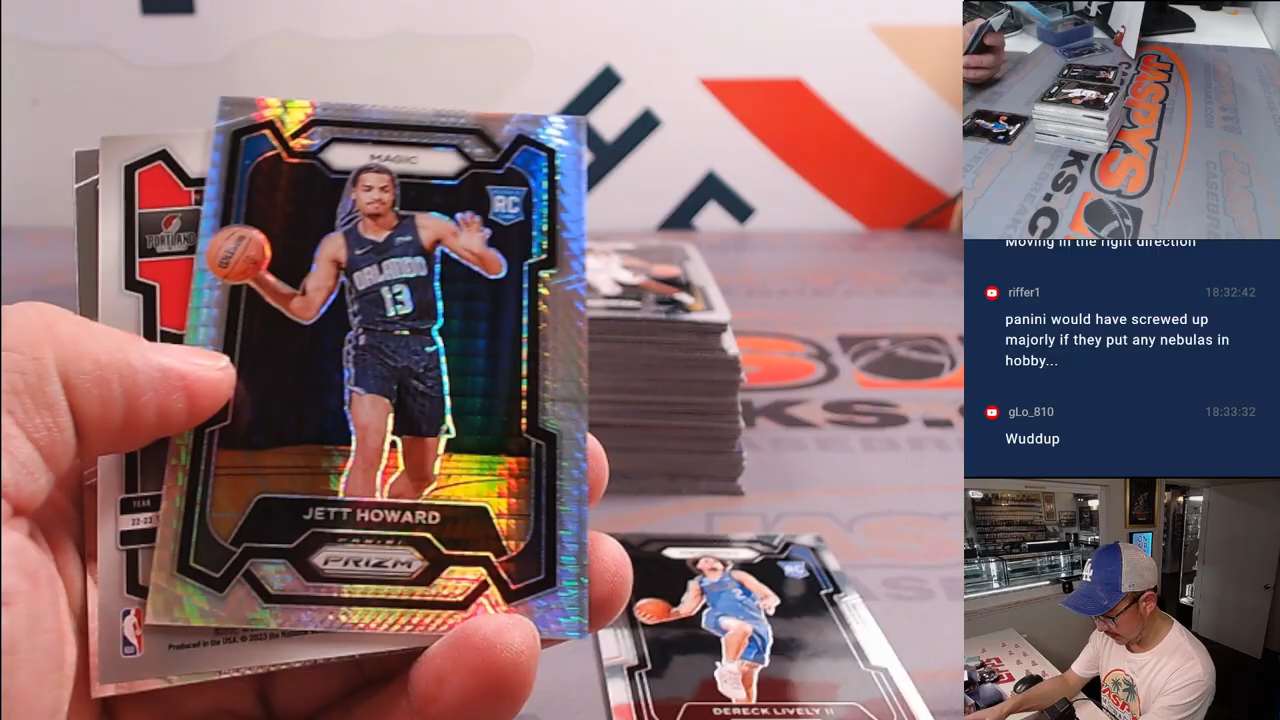 MAGIC
RC
ORLANDO
13
JETT HOWARD
PANINI
PRIZM
PORTLAND
YEAR
22-23
Produced in the USA. © 2023 the
RC
DERECK LIVELY II
JASPYS
Moving in the right direction
riffer1 18:32:42
panini would have screwed up
majorly if they put any nebulas in
hobby...
gLo_810 18:33:32
Wuddup